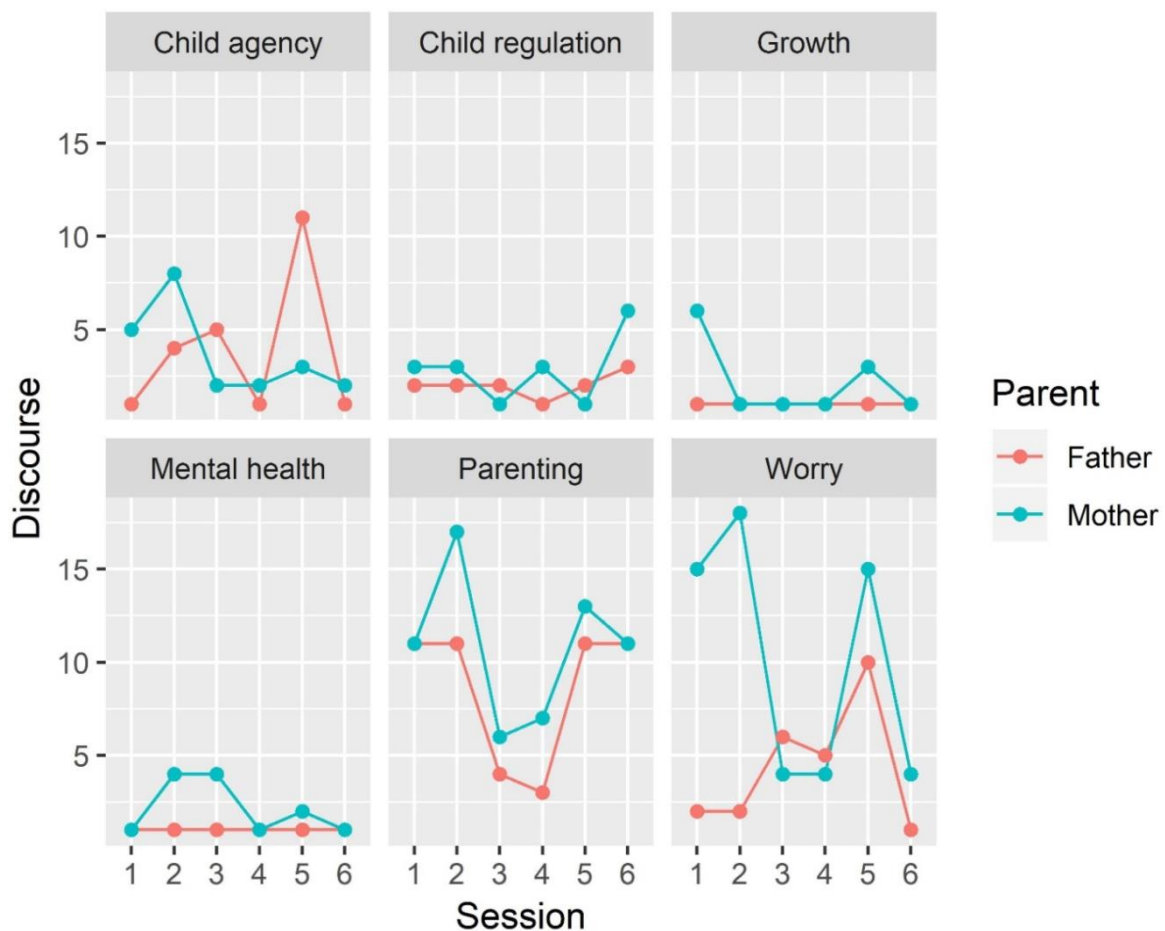 Child agency
Child regulation
Growth
15
10
5
Mental health
Parenting
Worry
15
10
5
1 2 3 4 5 6
1 2 3 4 5 6
1 2 3 4 5 6
Session
Discourse
Parent
Father
Mother